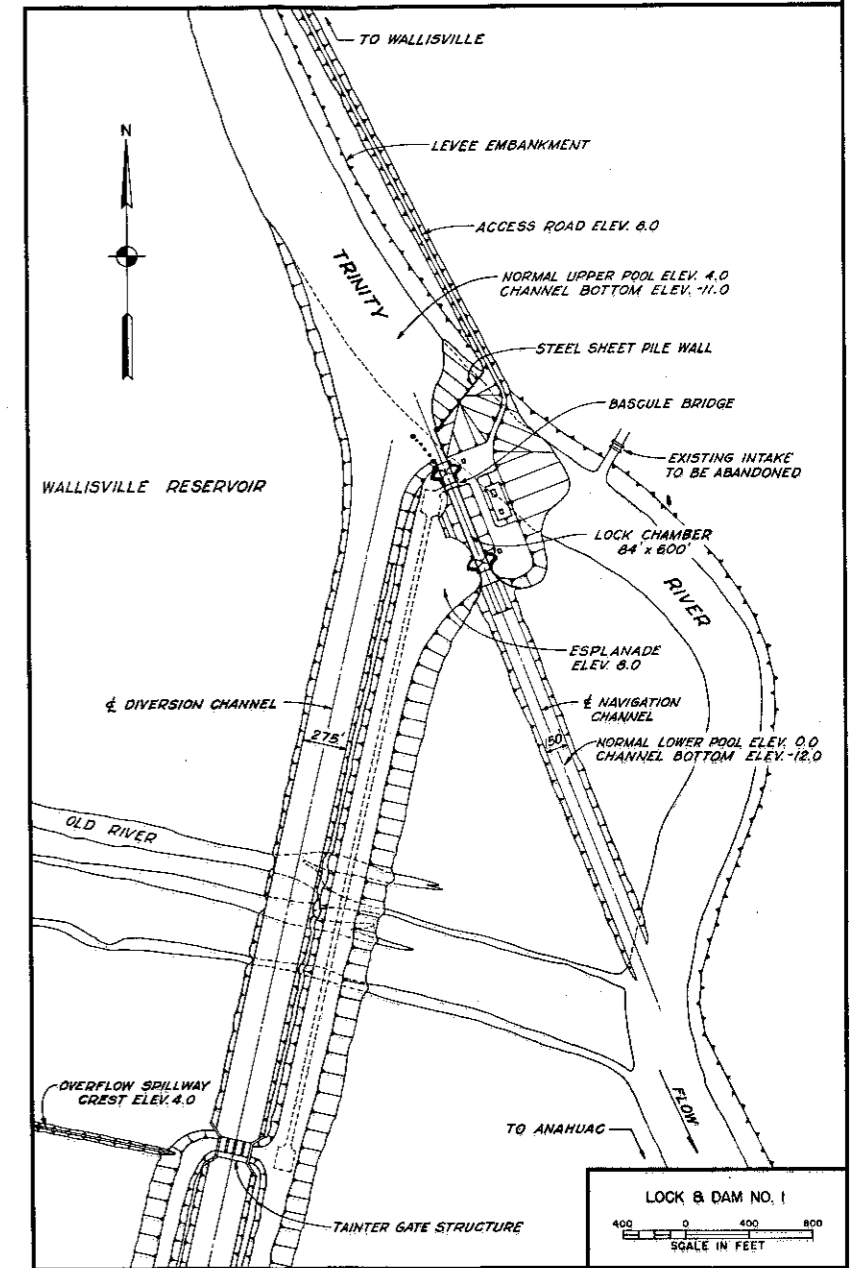 TO WALLISVILLE
N
LEVEE EMBANKMENT
ACCESS ROAD ELEV. 8.0
TRINITY
NORMAL UPPER POOL ELEV. 4.0
CHANNEL BOTTOM ELEV. -11.0
STEEL SHEET PILE WALL
BASCULE BRIDGE
EXISTING INTAKE
TO BE ABANDONED
WALLISVILLE RESERVOIR
LOCK CHAMBER
84' x 600'
RIVER
ESPLANADE
ELEV. 8.0
℄ DIVERSION CHANNEL
℄ NAVIGATION
CHANNEL
275'
50'
NORMAL LOWER POOL ELEV. 0.0
CHANNEL BOTTOM ELEV. -12.0
OLD RIVER
OVERFLOW SPILLWAY
CREST ELEV. 4.0
FLOW
TO ANAHUAC
TAINTER GATE STRUCTURE
LOCK & DAM NO. 1
400 0 400 800
SCALE IN FEET